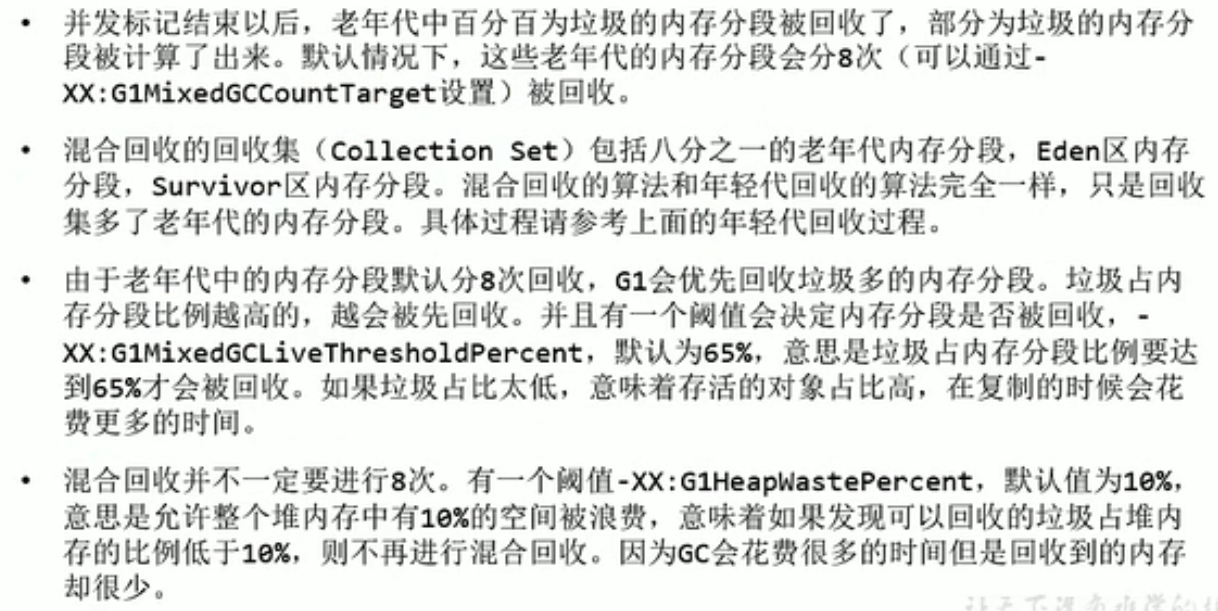 • 并发标记结束以后，老年代中百分百为垃圾的内存分段被回收了，部分为垃圾的内存分
段被计算了出来。默认情况下，这些老年代的内存分段会分8次（可以通过-
XX:G1MixedGCCountTarget设置）被回收。
• 混合回收的回收集（Collection Set）包括八分之一的老年代内存分段，Eden区内存
分段，Survivor区内存分段。混合回收的算法和年轻代回收的算法完全一样，只是回收
集多了老年代的内存分段。具体过程请参考上面的年轻代回收过程。
• 由于老年代中的内存分段默认分8次回收，G1会优先回收垃圾多的内存分段。垃圾占内
存分段比例越高的，越会被先回收。并且有一个阈值会决定内存分段是否被回收，-
XX:G1MixedGCLiveThresholdPercent，默认为65%，意思是垃圾占内存分段比例要达
到65%才会被回收。如果垃圾占比太低，意味着存活的对象占比高，在复制的时候会花
费更多的时间。
• 混合回收并不一定要进行8次。有一个阈值-XX:G1HeapWastePercent，默认值为10%，
意思是允许整个堆内存中有10%的空间被浪费，意味着如果发现可以回收的垃圾占堆内
存的比例低于10%，则不再进行混合回收。因为GC会花费很多的时间但是回收到的内存
却很少。